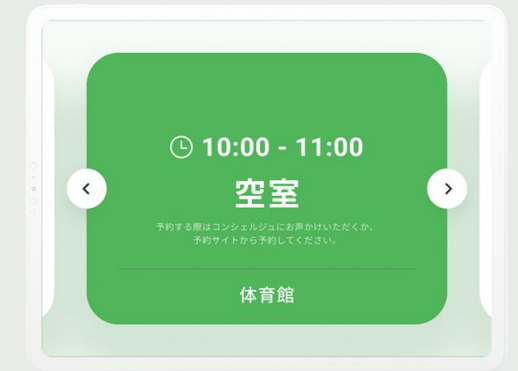 10:00 - 11:00
空室
予約する際はコンシェルジュにお声かけいただくか、
予約サイトから予約してください。
体育館